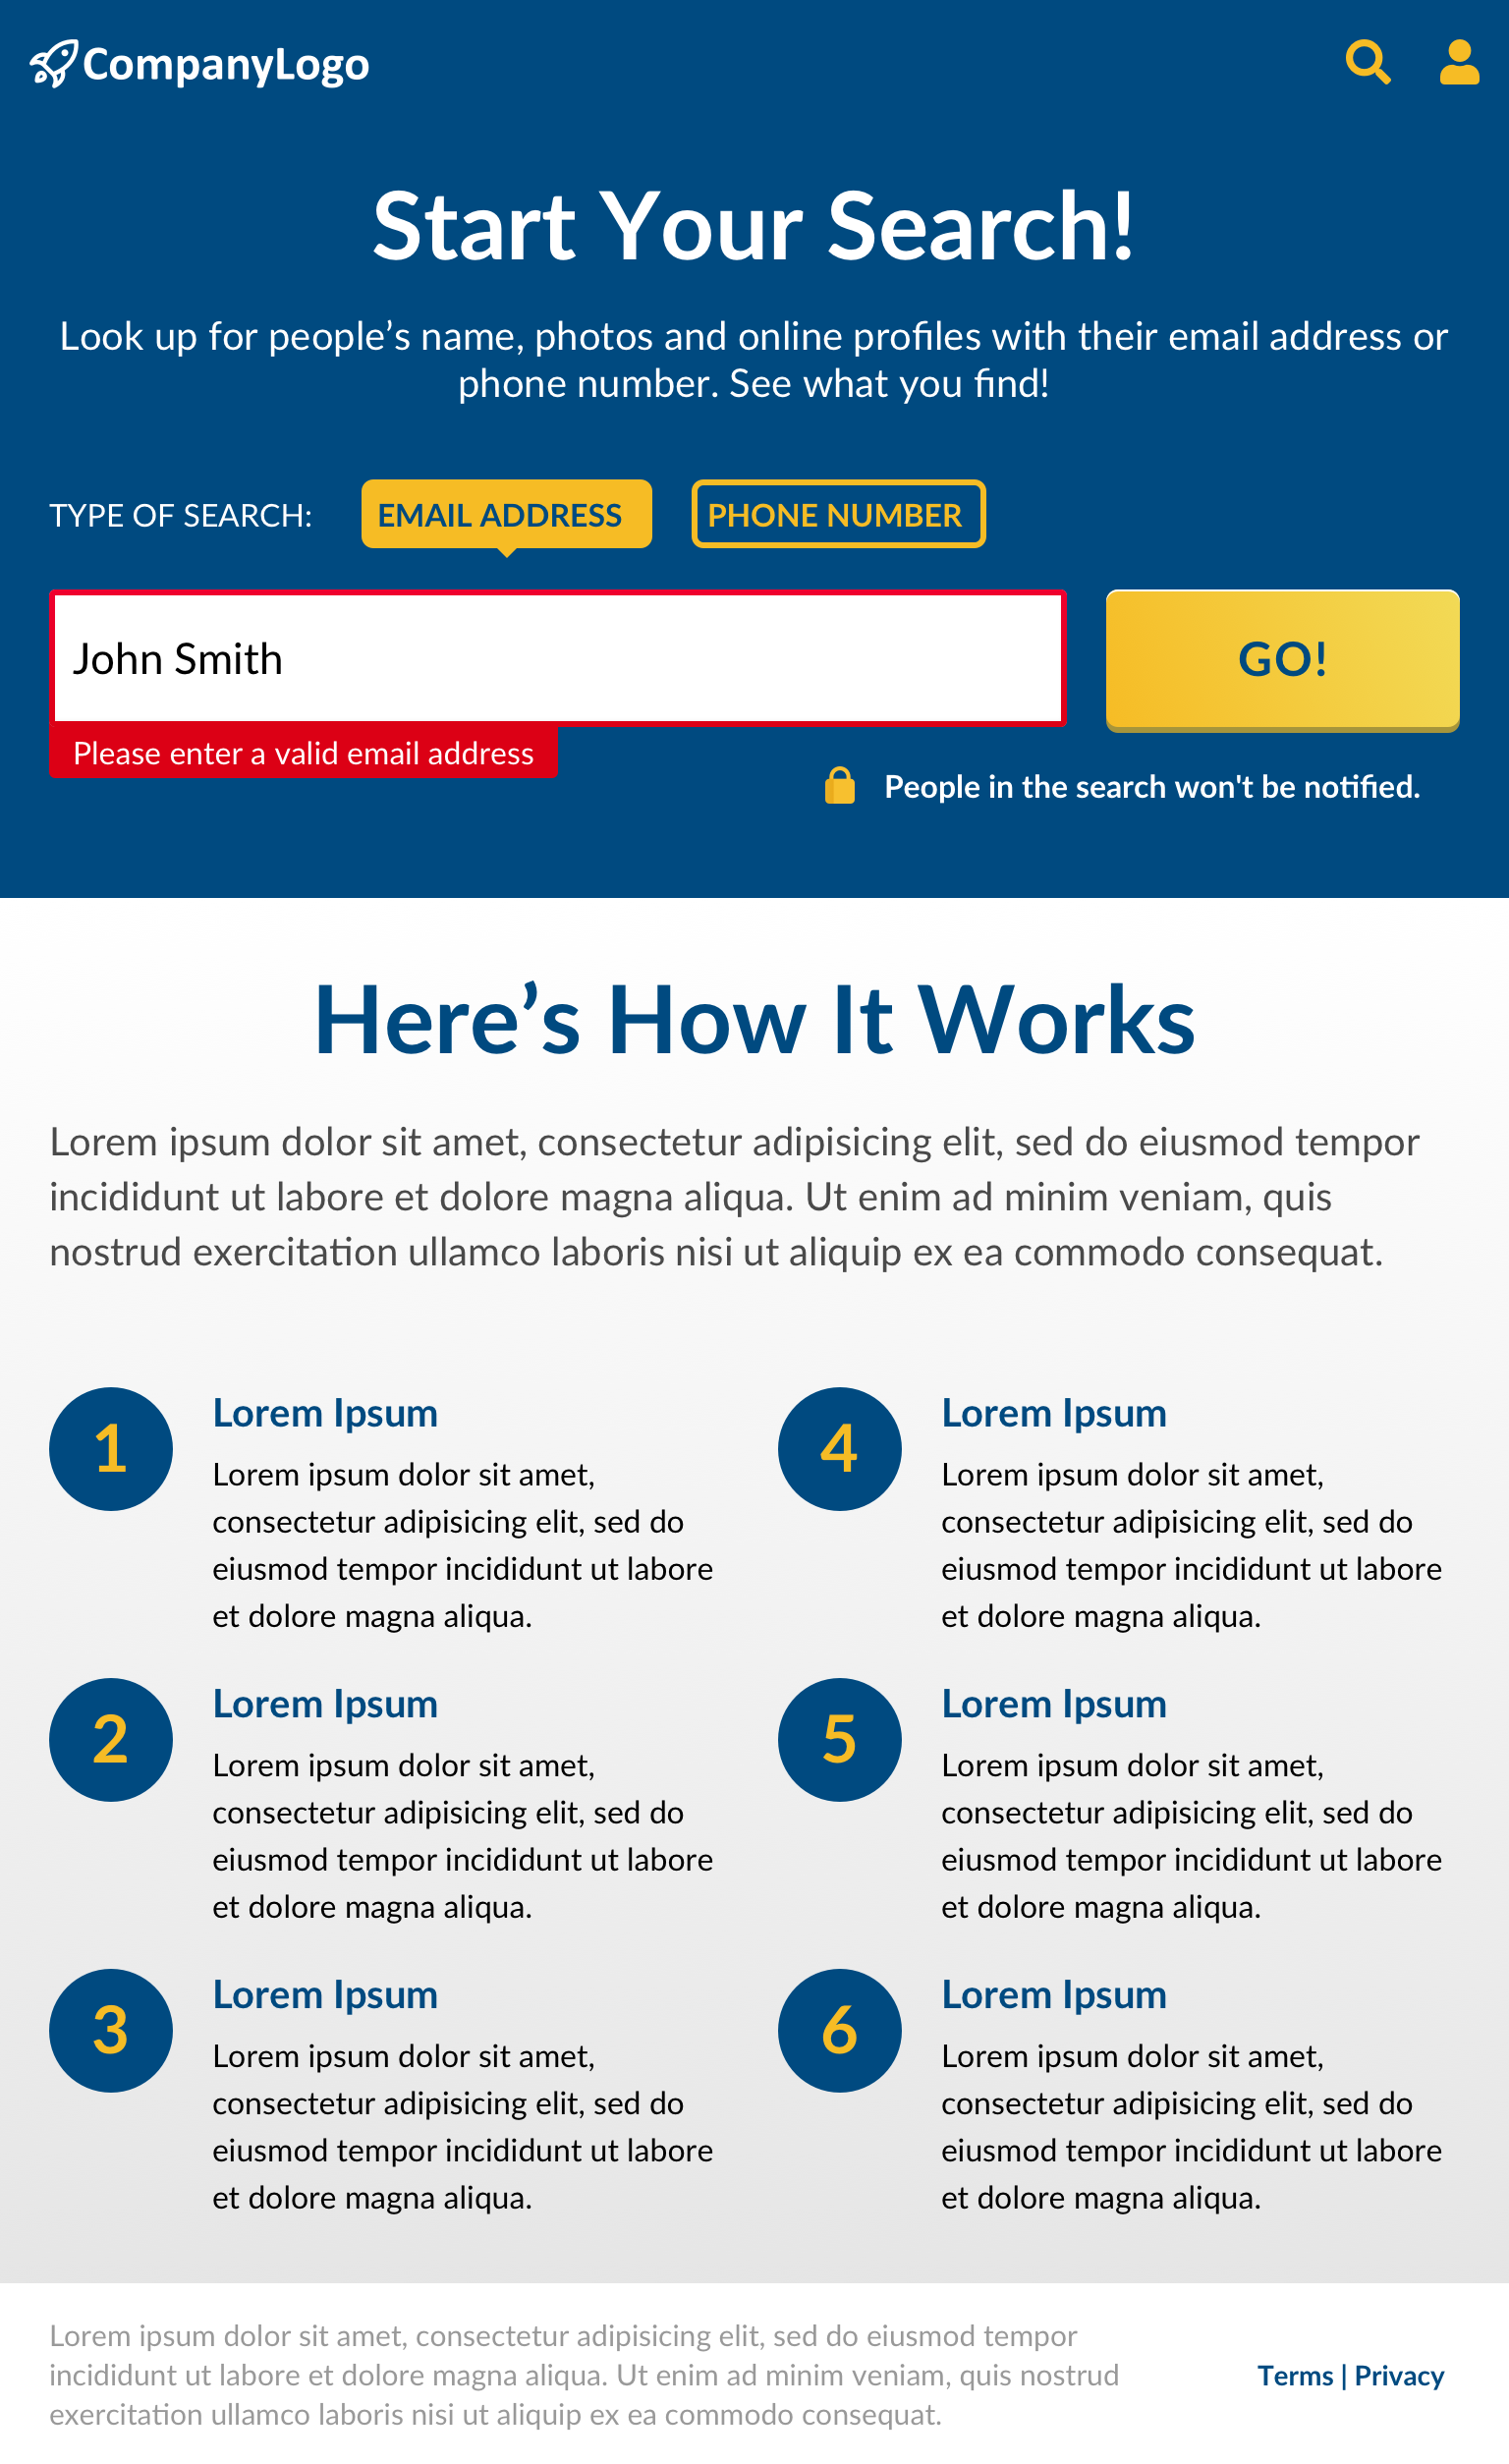 CompanyLogo
Start Your Search!
Look up for people’s name, photos and online profiles with their email address or
phone number. See what you find!
TYPE OF SEARCH: EMAIL ADDRESS PHONE NUMBER
John Smith
GO!
Please enter a valid email address
People in the search won't be notified.
Here’s How It Works
Lorem ipsum dolor sit amet, consectetur adipisicing elit, sed do eiusmod tempor
incididunt ut labore et dolore magna aliqua. Ut enim ad minim veniam, quis
nostrud exercitation ullamco laboris nisi ut aliquip ex ea commodo consequat.
1
Lorem Ipsum
Lorem ipsum dolor sit amet,
consectetur adipisicing elit, sed do
eiusmod tempor incididunt ut labore
et dolore magna aliqua.
2
Lorem Ipsum
Lorem ipsum dolor sit amet,
consectetur adipisicing elit, sed do
eiusmod tempor incididunt ut labore
et dolore magna aliqua.
3
Lorem Ipsum
Lorem ipsum dolor sit amet,
consectetur adipisicing elit, sed do
eiusmod tempor incididunt ut labore
et dolore magna aliqua.
4
Lorem Ipsum
Lorem ipsum dolor sit amet,
consectetur adipisicing elit, sed do
eiusmod tempor incididunt ut labore
et dolore magna aliqua.
5
Lorem Ipsum
Lorem ipsum dolor sit amet,
consectetur adipisicing elit, sed do
eiusmod tempor incididunt ut labore
et dolore magna aliqua.
6
Lorem Ipsum
Lorem ipsum dolor sit amet,
consectetur adipisicing elit, sed do
eiusmod tempor incididunt ut labore
et dolore magna aliqua.
Lorem ipsum dolor sit amet, consectetur adipisicing elit, sed do eiusmod tempor
incididunt ut labore et dolore magna aliqua. Ut enim ad minim veniam, quis nostrud
exercitation ullamco laboris nisi ut aliquip ex ea commodo consequat.
Terms | Privacy